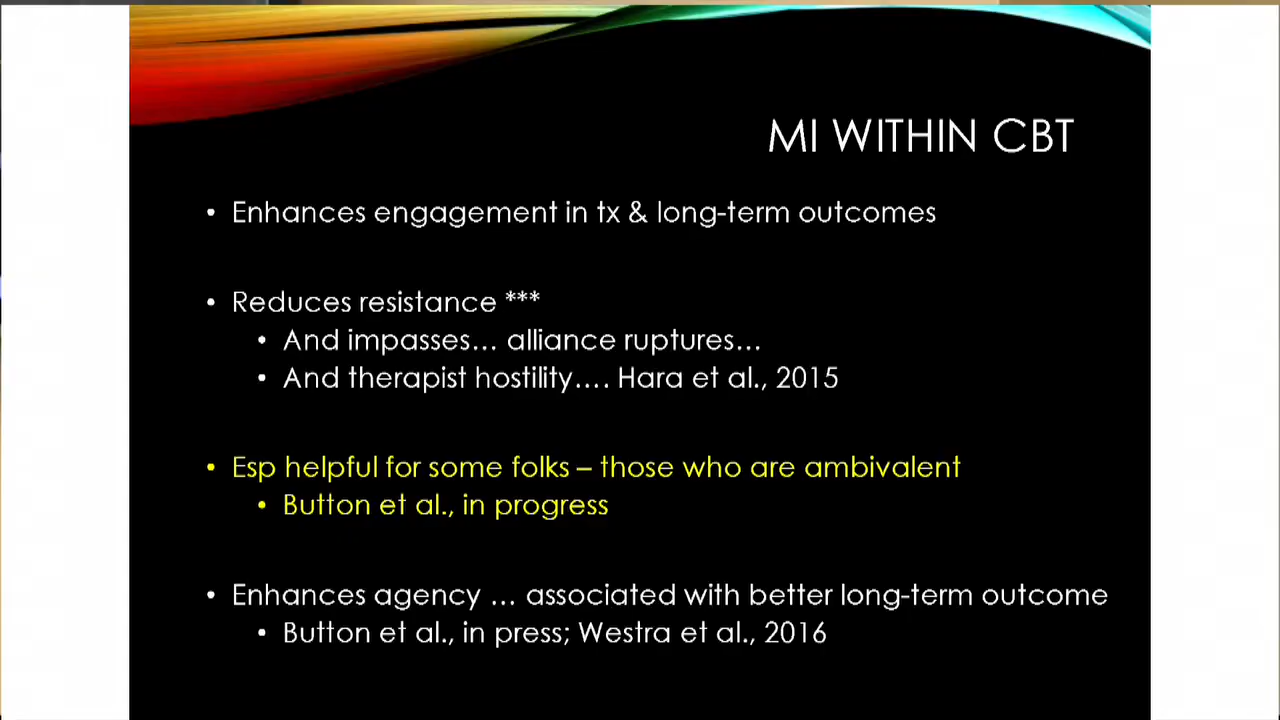 MI WITHIN CBT
• Enhances engagement in tx & long-term outcomes
• Reduces resistance ***
• And impasses… alliance ruptures…
• And therapist hostility…. Hara et al., 2015
• Esp helpful for some folks – those who are ambivalent
• Button et al., in progress
• Enhances agency … associated with better long-term outcome
• Button et al., in press; Westra et al., 2016